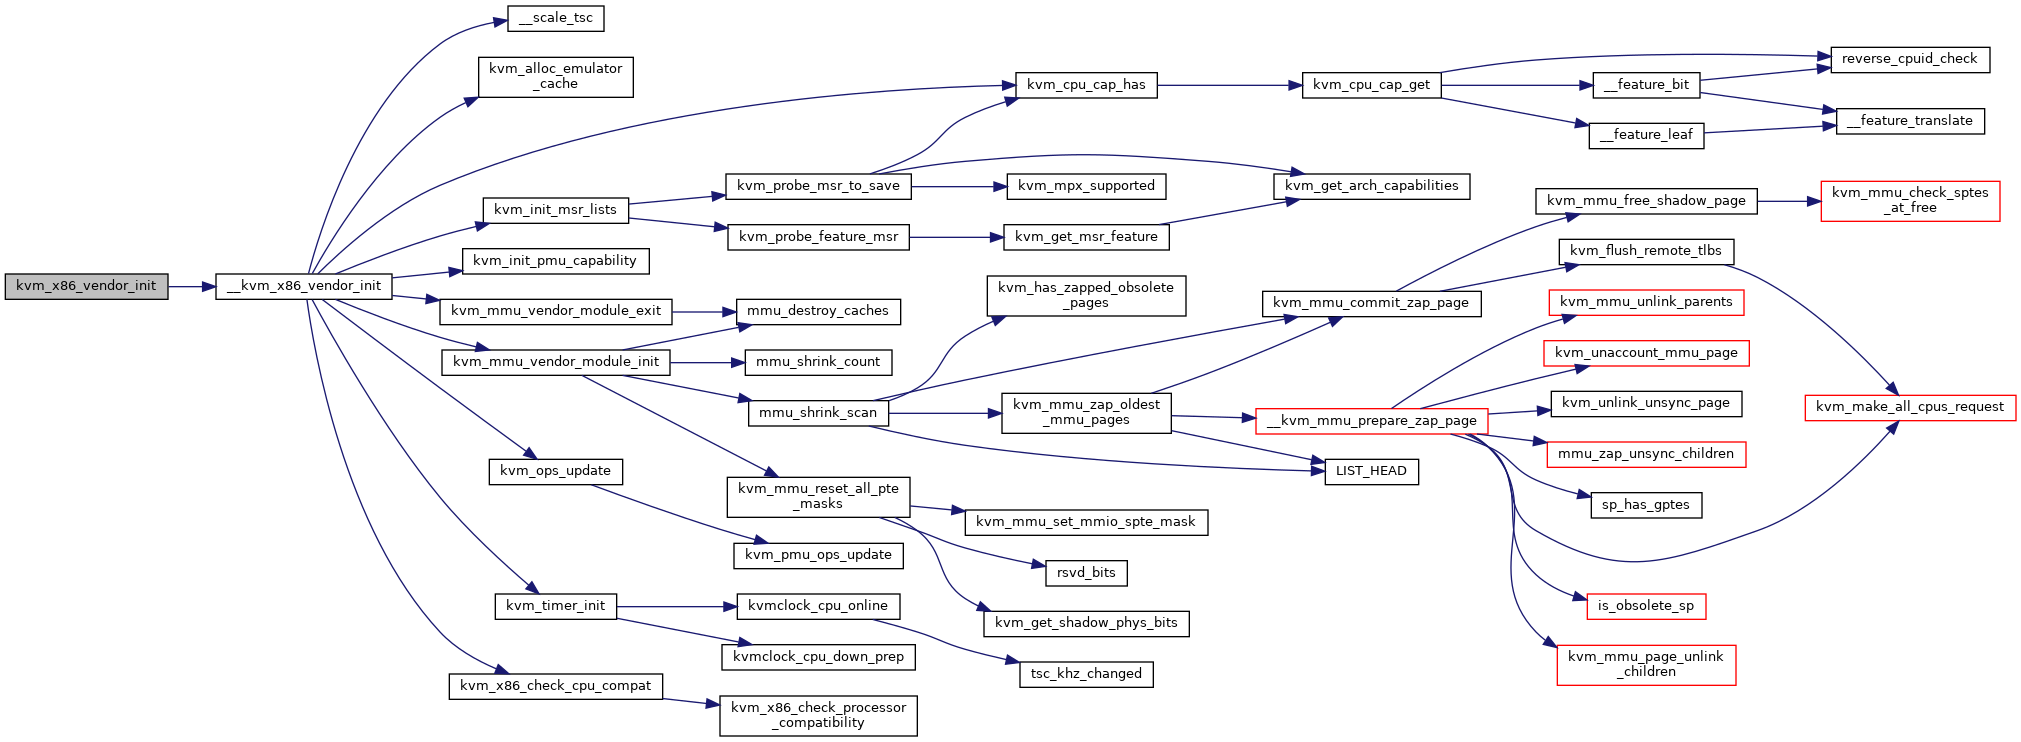 kvm_x86_vendor_init
__kvm_x86_vendor_init
__scale_tsc
kvm_alloc_emulator
_cache
kvm_init_msr_lists
kvm_init_pmu_capability
kvm_mmu_vendor_module_exit
kvm_mmu_vendor_module_init
kvm_ops_update
kvm_timer_init
kvm_x86_check_cpu_compat
kvm_probe_msr_to_save
kvm_probe_feature_msr
mmu_destroy_caches
mmu_shrink_count
mmu_shrink_scan
kvm_mmu_reset_all_pte
_masks
kvm_pmu_ops_update
kvmclock_cpu_online
kvmclock_cpu_down_prep
kvm_x86_check_processor
_compatibility
kvm_cpu_cap_has
kvm_mpx_supported
kvm_get_msr_feature
kvm_has_zapped_obsolete
_pages
kvm_mmu_zap_oldest
_mmu_pages
kvm_mmu_set_mmio_spte_mask
rsvd_bits
kvm_get_shadow_phys_bits
tsc_khz_changed
kvm_cpu_cap_get
kvm_get_arch_capabilities
kvm_mmu_commit_zap_page
__kvm_mmu_prepare_zap_page
LIST_HEAD
__feature_bit
__feature_leaf
kvm_mmu_free_shadow_page
kvm_flush_remote_tlbs
kvm_mmu_unlink_parents
kvm_unaccount_mmu_page
kvm_unlink_unsync_page
mmu_zap_unsync_children
sp_has_gptes
is_obsolete_sp
kvm_mmu_page_unlink
_children
reverse_cpuid_check
__feature_translate
kvm_mmu_check_sptes
_at_free
kvm_make_all_cpus_request